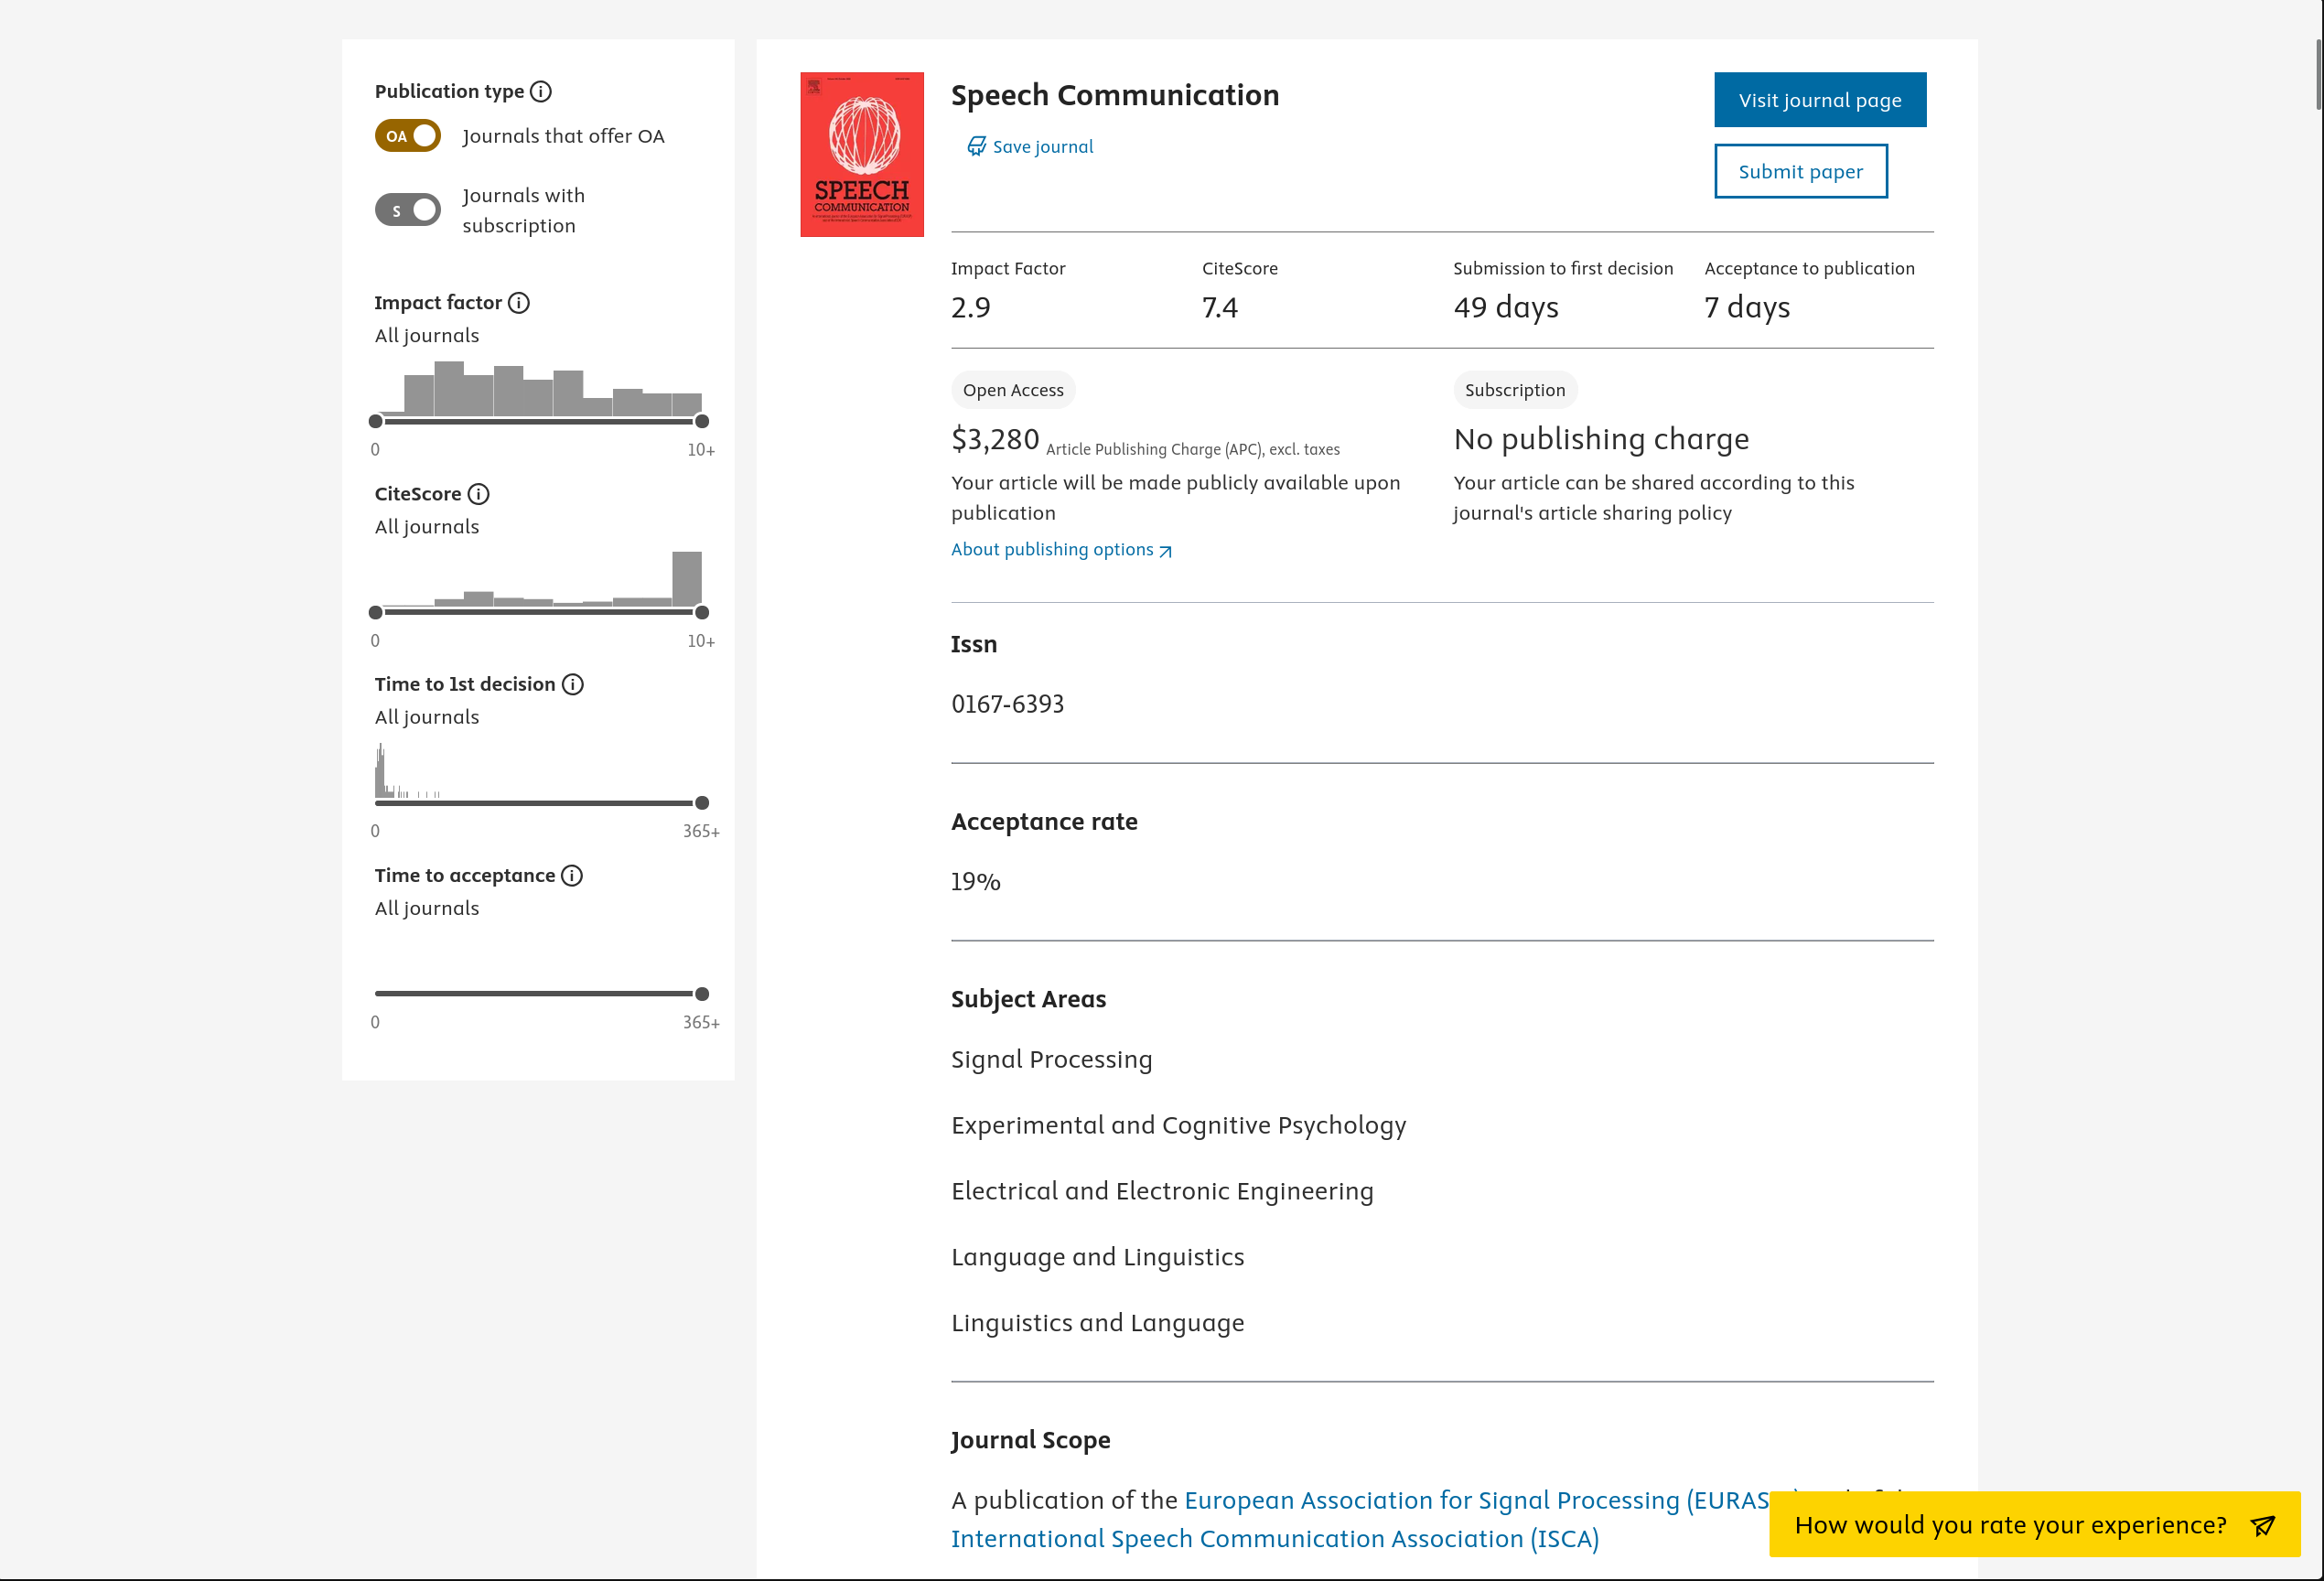 Publication type
OA
Journals that offer OA
S
Journals with
subscription
Impact factor
All journals
0
10+
CiteScore
All journals
0
10+
Time to 1st decision
All journals
0
365+
Time to acceptance
All journals
0
365+
SPEECH
COMMUNICATION
Speech Communication
Save journal
Visit journal page
Submit paper
Impact Factor
2.9
CiteScore
7.4
Submission to first decision
49 days
Acceptance to publication
7 days
Open Access
$3,280 Article Publishing Charge (APC), excl. taxes
Your article will be made publicly available upon
publication
About publishing options
Subscription
No publishing charge
Your article can be shared according to this
journal's article sharing policy
Issn
0167-6393
Acceptance rate
19%
Subject Areas
Signal Processing
Experimental and Cognitive Psychology
Electrical and Electronic Engineering
Language and Linguistics
Linguistics and Language
Journal Scope
A publication of the European Association for Signal Processing (EURAS
International Speech Communication Association (ISCA)
How would you rate your experience?